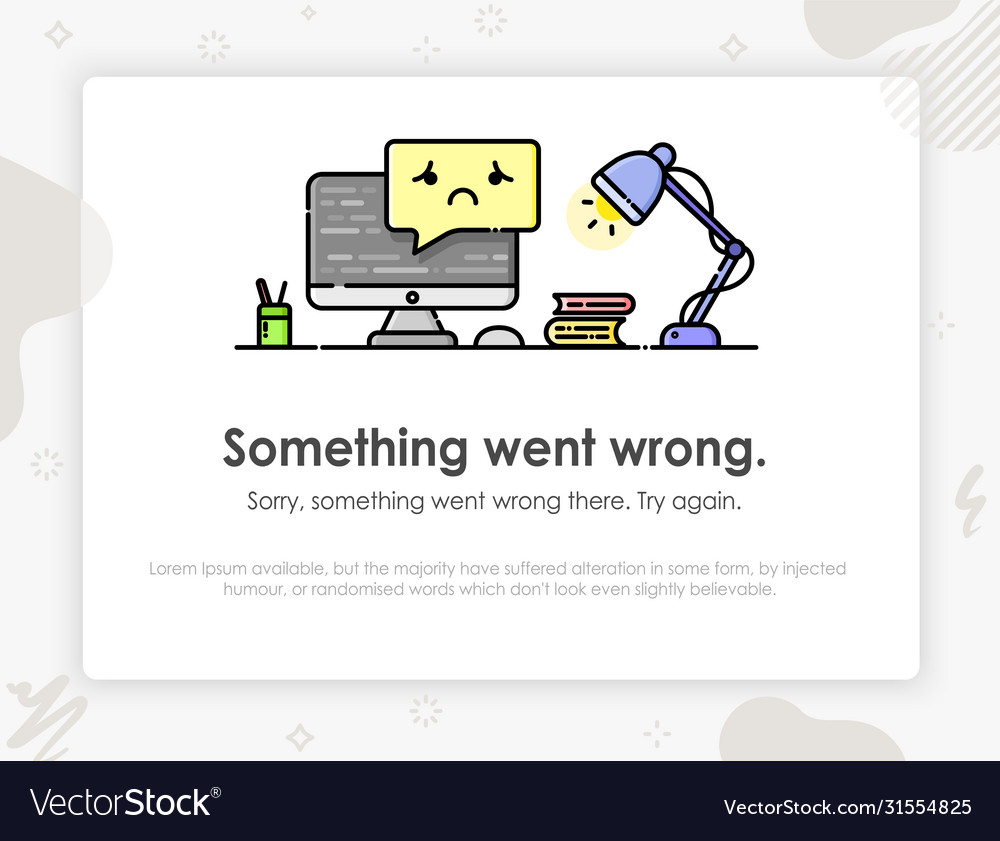 Something went wrong.
Sorry, something went wrong there. Try again.
Lorem Ipsum available, but the majority have suffered alteration in some form, by injected
humour, or randomised words which don't look even slightly believable.
VectorStock®
VectorStock.com/31554825